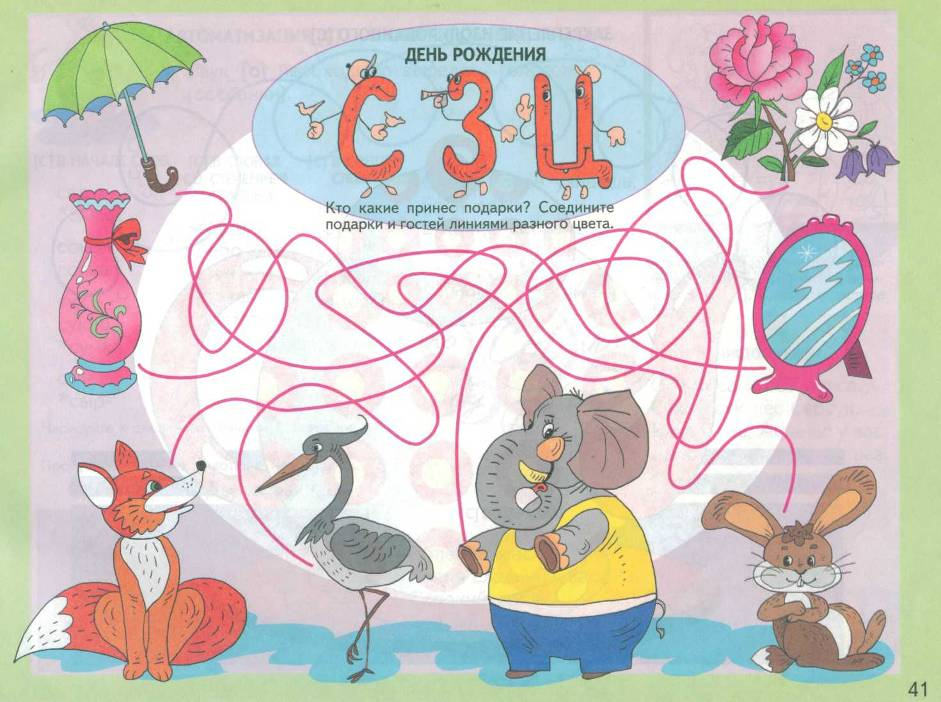 ДЕНЬ РОЖДЕНИЯ
С З Ц
Кто какие принес подарки? Соедините
подарки и гостей линиями разного цвета.
41